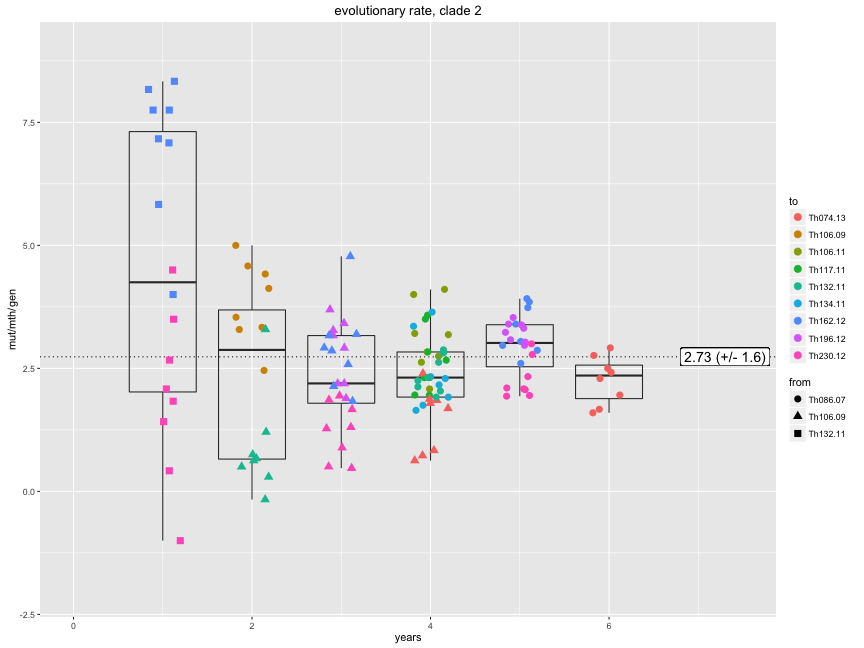 evolutionary rate, clade 2
mut/mth/gen
7.5
5.0
2.5
0.0
-2.5
2.73 (+/- 1.6)
0 2 4 6
years
to
Th074.13
Th106.09
Th106.11
Th117.11
Th132.11
Th134.11
Th162.12
Th196.12
Th230.12
from
Th086.07
Th106.09
Th132.11